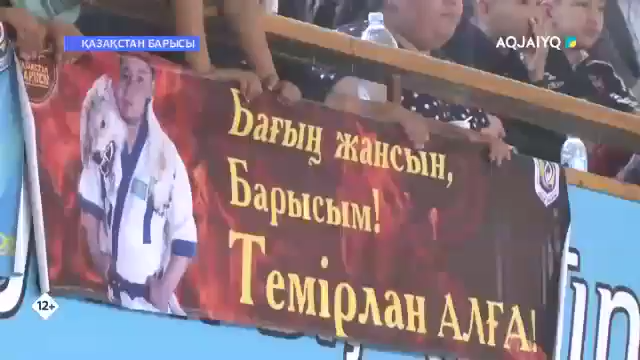 ҚАЗАҚСТАН БАРЫСЫ
AQJAIYQ
Бағың жансын,
Барысым!
Темірлан АЛҒА!
12+